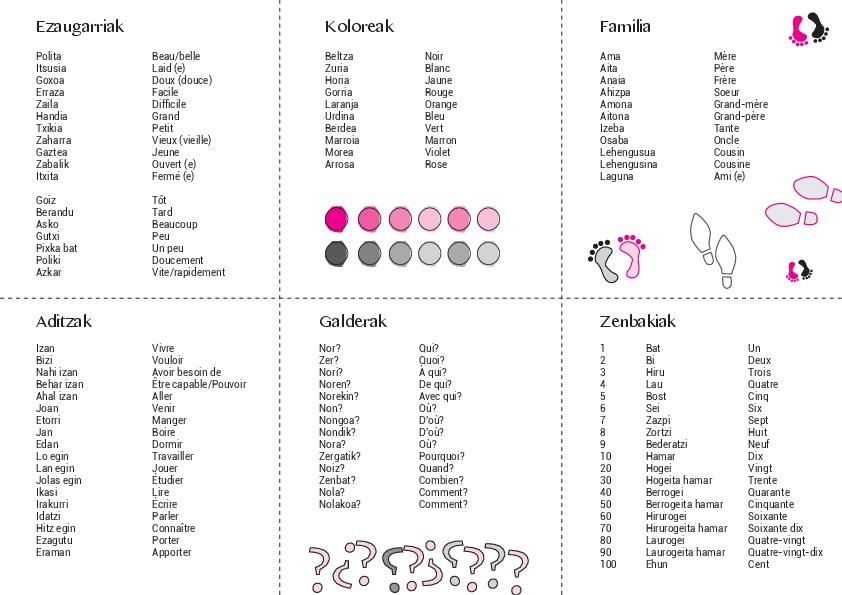 Ezaugarriak
Polita Beau/belle
Itsusia Laid (e)
Goxoa Doux (douce)
Erraza Facile
Zaila Difficile
Handia Grand
Txikia Petit
Zaharra Vieux (vieille)
Gaztea Jeune
Zabalik Ouvert (e)
Itxita Fermé (e)
Goiz Tôt
Berandu Tard
Asko Beaucoup
Gutxi Peu
Pixka bat Un peu
Poliki Doucement
Azkar Vite/rapidement
Koloreak
Beltza Noir
Zuria Blanc
Horia Jaune
Gorria Rouge
Laranja Orange
Urdina Bleu
Berdea Vert
Marroia Marron
Morea Violet
Arrosa Rose
Familia
Ama Mère
Aita Père
Anaia Frère
Ahizpa Soeur
Amona Grand-mère
Aitona Grand-père
Izeba Tante
Osaba Oncle
Lehengusua Cousin
Lehengusina Cousine
Laguna Ami (e)
Aditzak
Izan Vivre
Bizi Vouloir
Nahi izan Avoir besoin de
Behar izan Être capable/Pouvoir
Ahal izan Aller
Joan Venir
Etorri Manger
Jan Boire
Edan Dormir
Lo egin Travailler
Lan egin Jouer
Jolas egin Étudier
Ikasi Lire
Irakurri Écrire
Idatzi Parler
Hitz egin Connaître
Ezagutu Porter
Eraman Apporter
Galderak
Nor? Qui?
Zer? Quoi?
Nori? À qui?
Noren? De qui?
Norekin? Avec qui?
Non? Où?
Nongoa? D'où?
Nondik? D'où?
Nora? Où?
Zergatik? Pourquoi?
Noiz? Quand?
Zenbat? Combien?
Nola? Comment?
Nolakoa? Comment?
Zenbakiak
1 Bat Un
2 Bi Deux
3 Hiru Trois
4 Lau Quatre
5 Bost Cinq
6 Sei Six
7 Zazpi Sept
8 Zortzi Huit
9 Bederatzi Neuf
10 Hamar Dix
20 Hogei Vingt
30 Hogeita hamar Trente
40 Berrogei Quarante
50 Berrogeita hamar Cinquante
60 Hirurogei Soixante
70 Hirurogeita hamar Soixante dix
80 Laurogei Quatre-vingt
90 Laurogeita hamar Quatre-vingt-dix
100 Ehun Cent